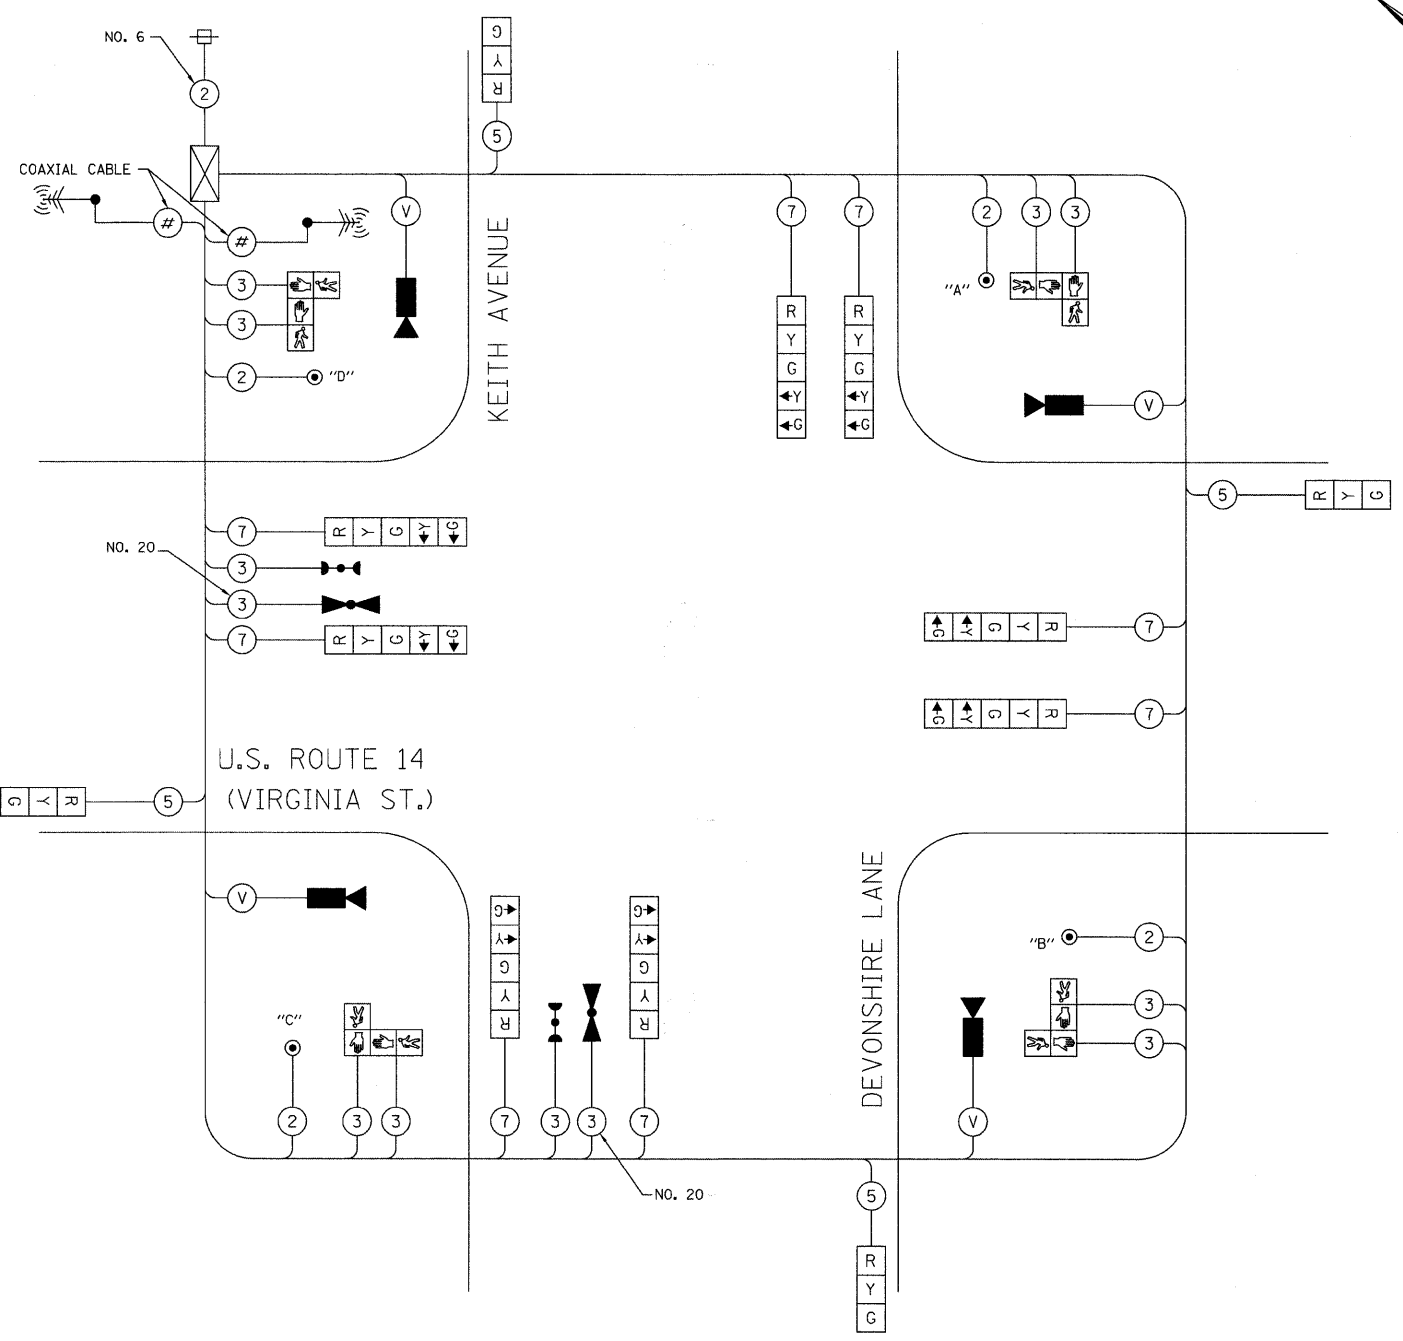 NO. 6
2
G
Y
R
5
COAXIAL CABLE
#
#
V
7
7
2
3
3
"A"
3
3
2
"D"
KEITH AVENUE
R
Y
G
Y
G
R
Y
G
Y
G
V
5
R Y G
7
R Y G Y G
NO. 20
3
3
7
R Y G Y G
G Y G Y R
7
G Y G Y R
7
U.S. ROUTE 14
(VIRGINIA ST.)
G Y R
5
V
DEVONSHIRE LANE
G
Y
G
Y
R
G
Y
G
Y
R
"B"
2
3
3
"C"
2
3
3
7
3
3
7
V
NO. 20
5
R
Y
G